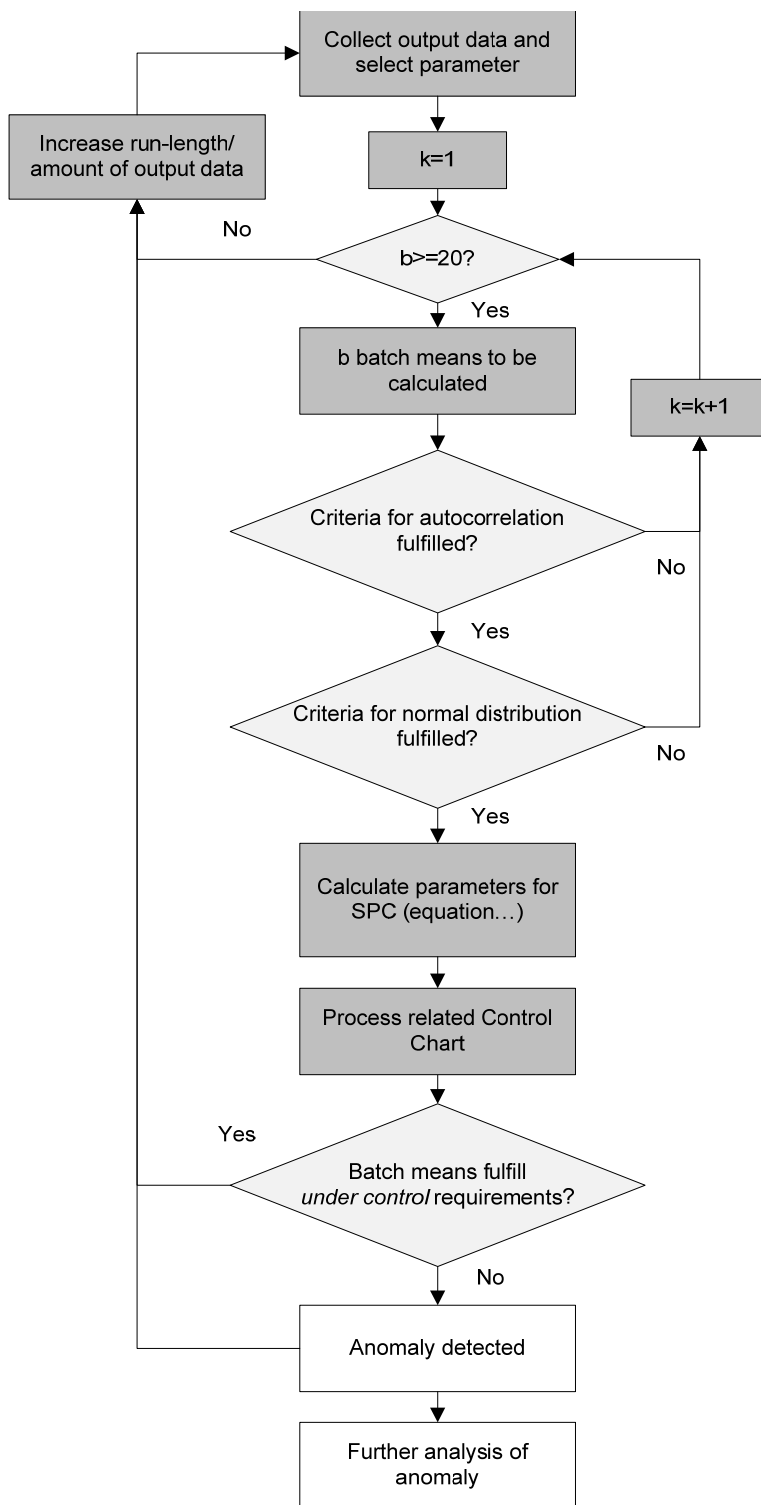 Collect output data and
select parameter
Increase run-length/
amount of output data
k=1
No
b>=20?
Yes
b batch means to be
calculated
k=k+1
Criteria for autocorrelation
fulfilled?
No
Yes
Criteria for normal distribution
fulfilled?
No
Yes
Calculate parameters for
SPC (equation…)
Process related Control
Chart
Yes
Batch means fulfill
under control requirements?
No
Anomaly detected
Further analysis of
anomaly